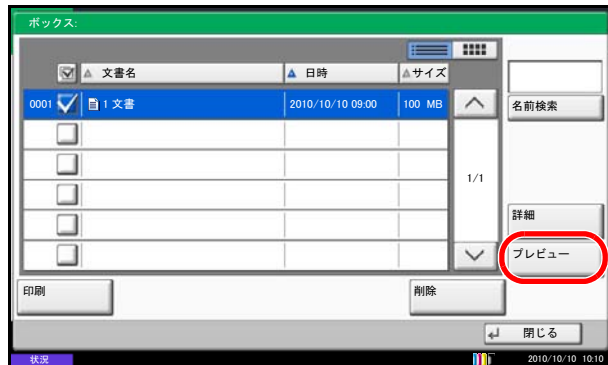 ボックス:
文書名 日時 サイズ
0001 1 文書 2010/10/10 09:00 100 MB
名前検索
1/1
詳細
プレビュー
印刷 削除
閉じる
状況 2010/10/10 10:10